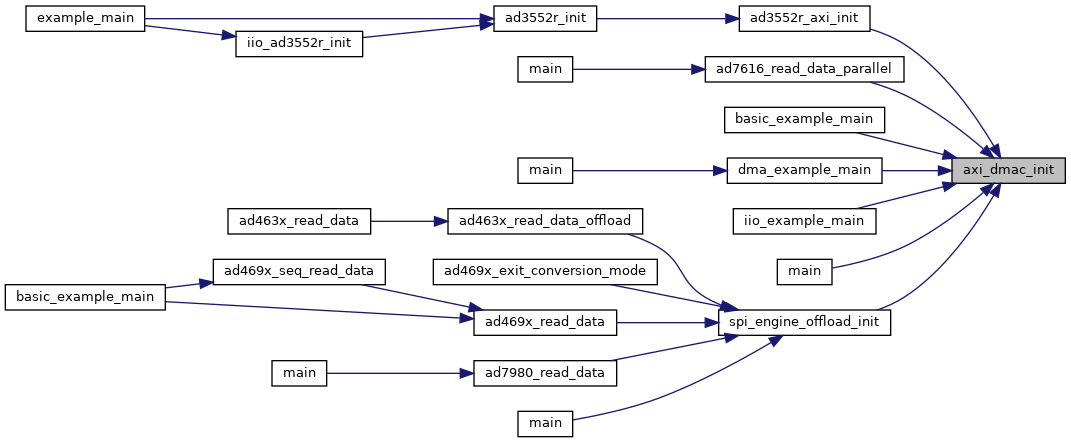 example_main
ad3552r_init
ad3552r_axi_init
iio_ad3552r_init
main
ad7616_read_data_parallel
basic_example_main
main
dma_example_main
axi_dmac_init
ad463x_read_data
ad463x_read_data_offload
iio_example_main
ad469x_seq_read_data
ad469x_exit_conversion_mode
main
basic_example_main
ad469x_read_data
spi_engine_offload_init
main
ad7980_read_data
main